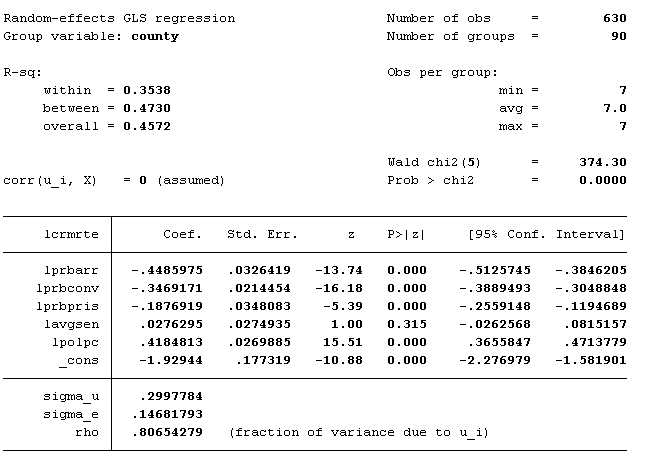 Random-effects GLS regression Number of obs = 630
Group variable: county Number of groups = 90
R-sq: Obs per group:
within = 0.3538 min = 7
between = 0.4730 avg = 7.0
overall = 0.4572 max = 7
Wald chi2(5) = 374.30
corr(u_i, X) = 0 (assumed) Prob > chi2 = 0.0000
lcrmrte Coef. Std. Err. z P>|z| [95% Conf. Interval]
lprbarr -.4485975 .0326419 -13.74 0.000 -.5125745 -.3846205
lprbconv -.3469171 .0214454 -16.18 0.000 -.3889493 -.3048848
lprbpris -.1876919 .0348083 -5.39 0.000 -.2559148 -.1194689
lavgsen .0276295 .0274935 1.00 0.315 -.0262568 .0815157
lpolpc .4184813 .0269885 15.51 0.000 .3655847 .4713779
_cons -1.92944 .177319 -10.88 0.000 -2.276979 -1.581901
sigma_u .2997784
sigma_e .14681793
rho .80654279 (fraction of variance due to u_i)